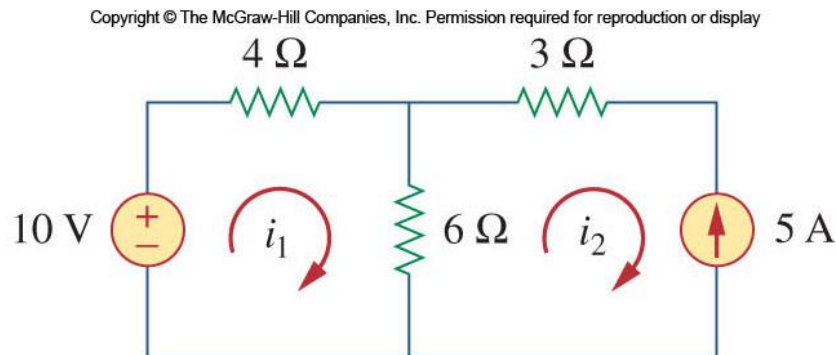 Copyright © The McGraw-Hill Companies, Inc. Permission required for reproduction or display
4 Ω 3 Ω
10 V + − i₁ 6 Ω i₂ 5 A